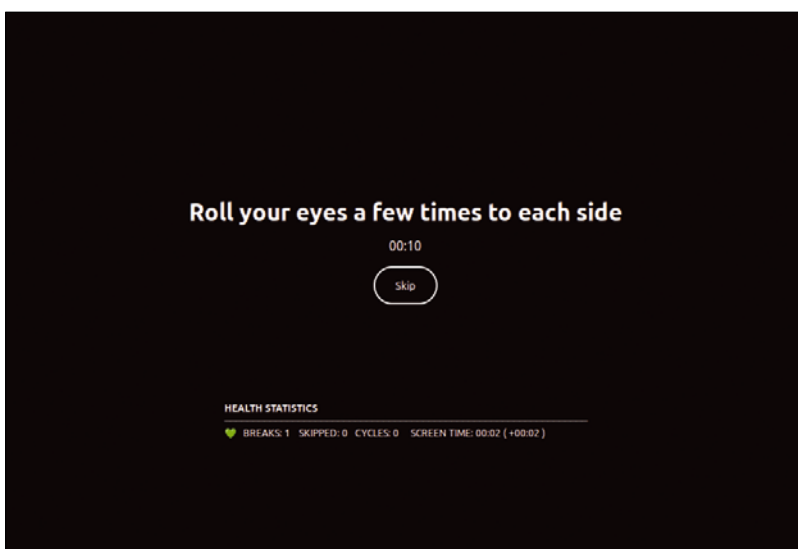 Roll your eyes a few times to each side
00:10
Skip
HEALTH STATISTICS
BREAKS: 1 SKIPPED: 0 CYCLES: 0 SCREEN TIME: 00:02 ( +00:02 )